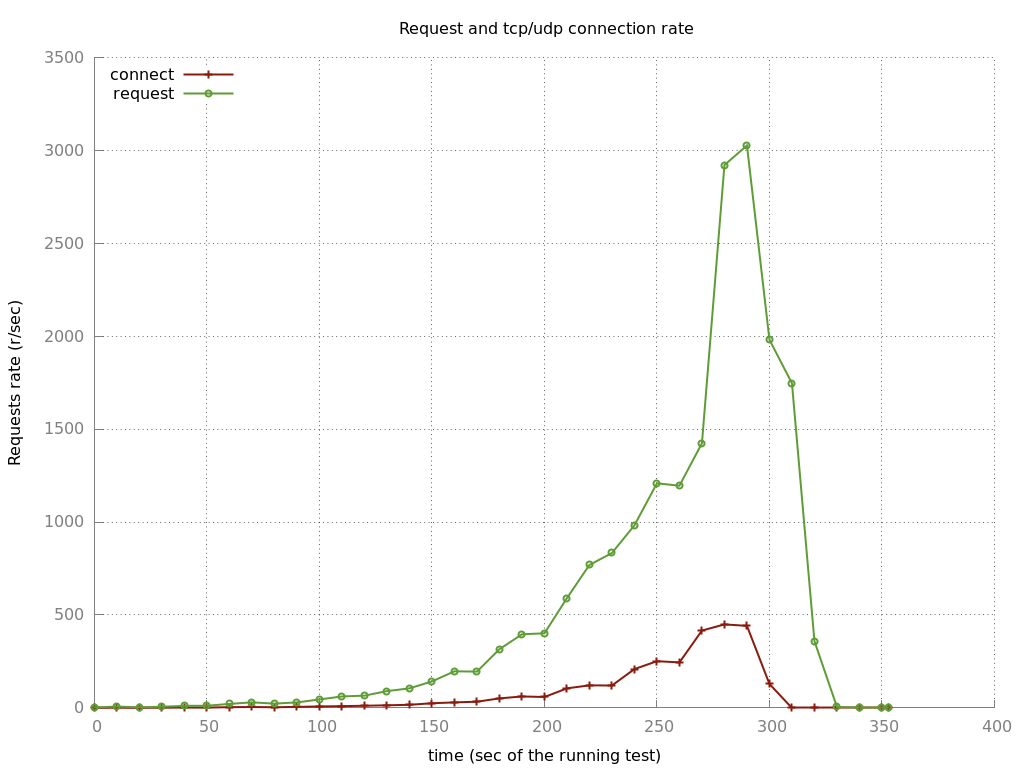 Request and tcp/udp connection rate
3500
3000
2500
2000
1500
1000
500
0
connect
request
Requests rate (r/sec)
0 50 100 150 200 250 300 350 400
time (sec of the running test)